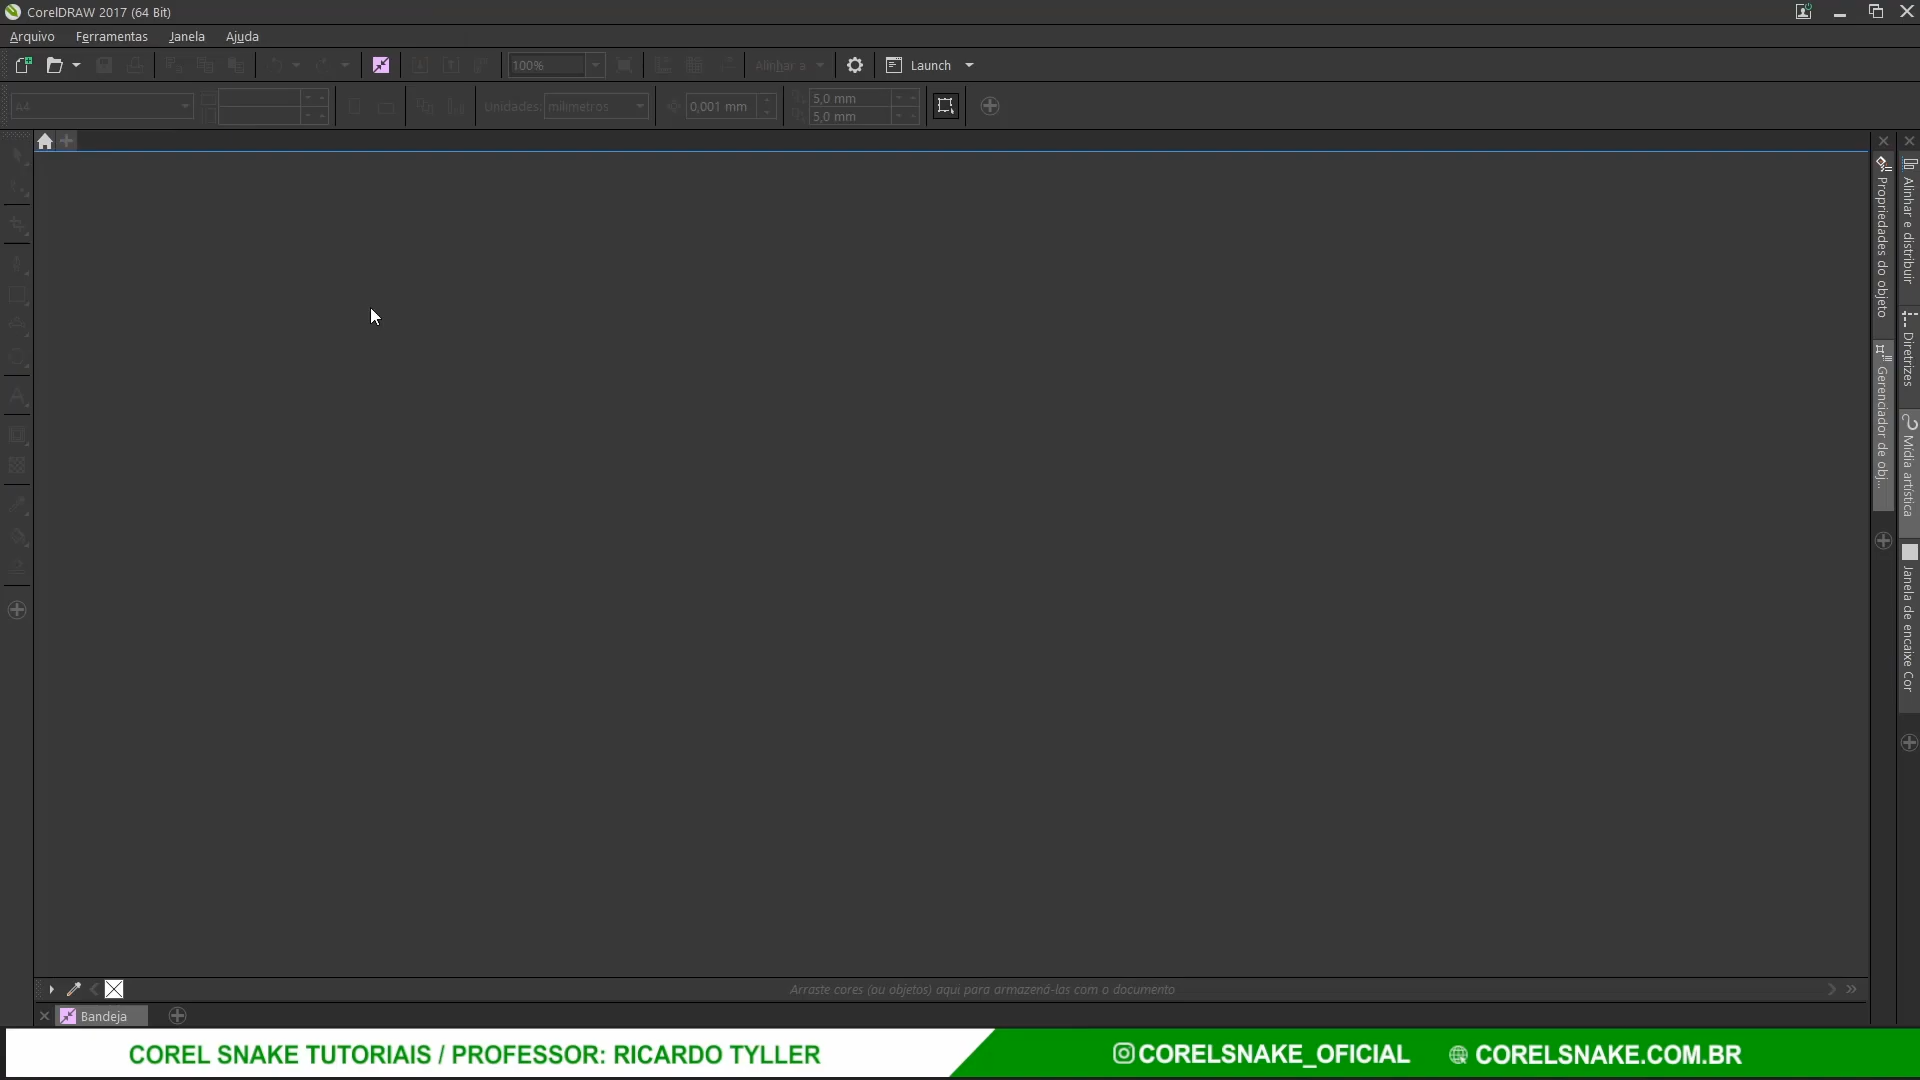 CorelDRAW 2017 (64 Bit)
Arquivo Ferramentas Janela Ajuda
100% Alinhar a Launch
A4 Unidades: milímetros 0,001 mm 5,0 mm
5,0 mm
Propriedades do objeto
Gerenciador de obj...
Alinhar e distribuir
Diretrizes
Mídia artística
Janela de encaixe Cor
Arraste cores (ou objetos) aqui para armazená-las com o documento
Bandeja
COREL SNAKE TUTORIAIS / PROFESSOR: RICARDO TYLLER
CORELSNAKE_OFICIAL
CORELSNAKE.COM.BR